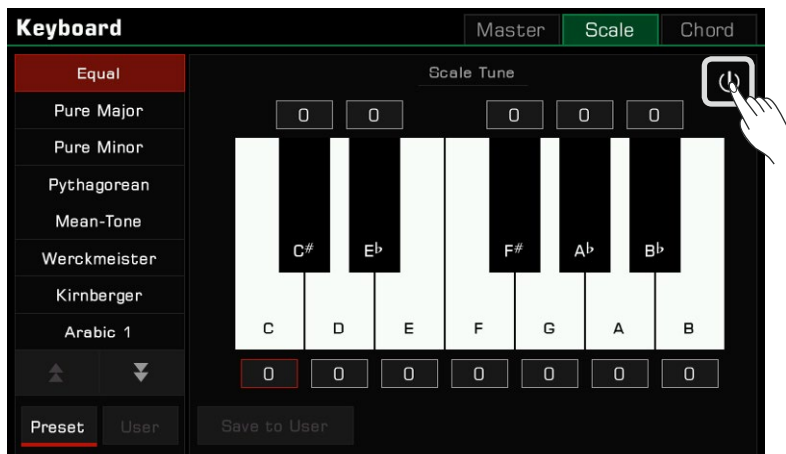 Keyboard Master Scale Chord
Equal
Pure Major
Pure Minor
Pythagorean
Mean-Tone
Werckmeister
Kirnberger
Arabic 1
Preset User
Scale Tune
0 0 0 0 0
C# E♭ F# A♭ B♭
C D E F G A B
0 0 0 0 0 0 0
Save to User